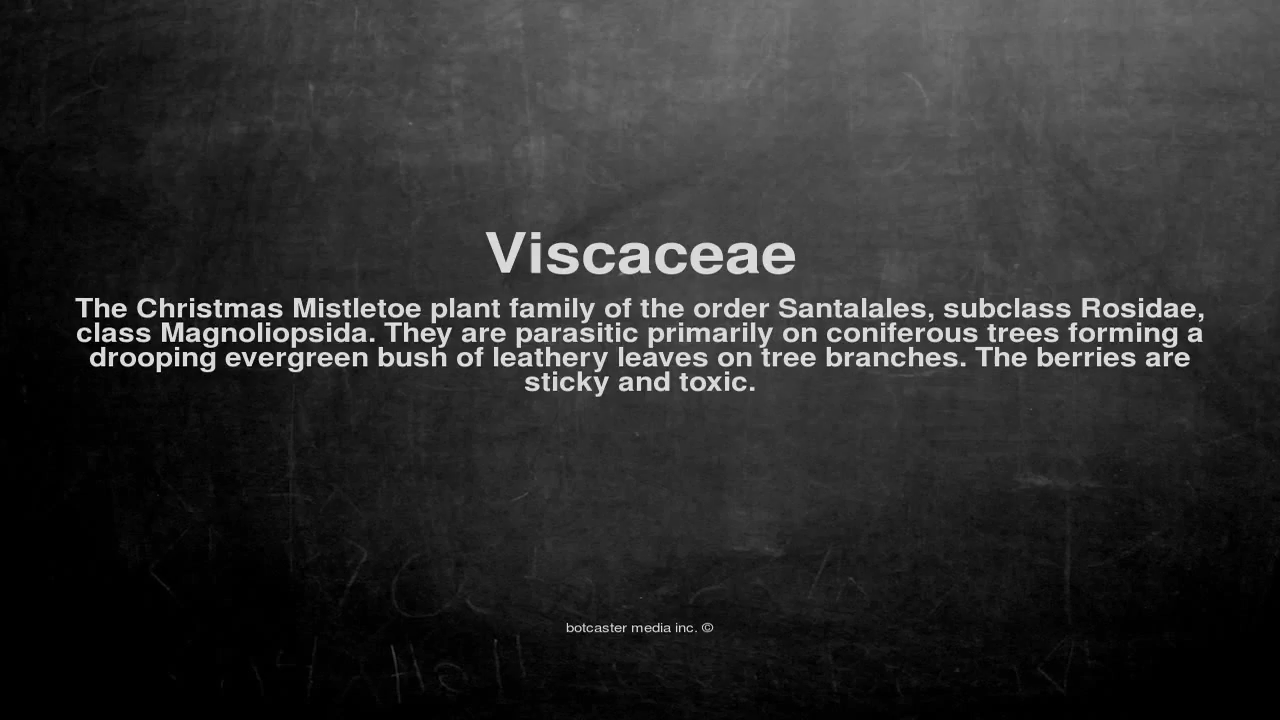 Viscaceae
The Christmas Mistletoe plant family of the order Santalales, subclass Rosidae,
class Magnoliopsida. They are parasitic primarily on coniferous trees forming a
drooping evergreen bush of leathery leaves on tree branches. The berries are
sticky and toxic.
botcaster media inc. ©